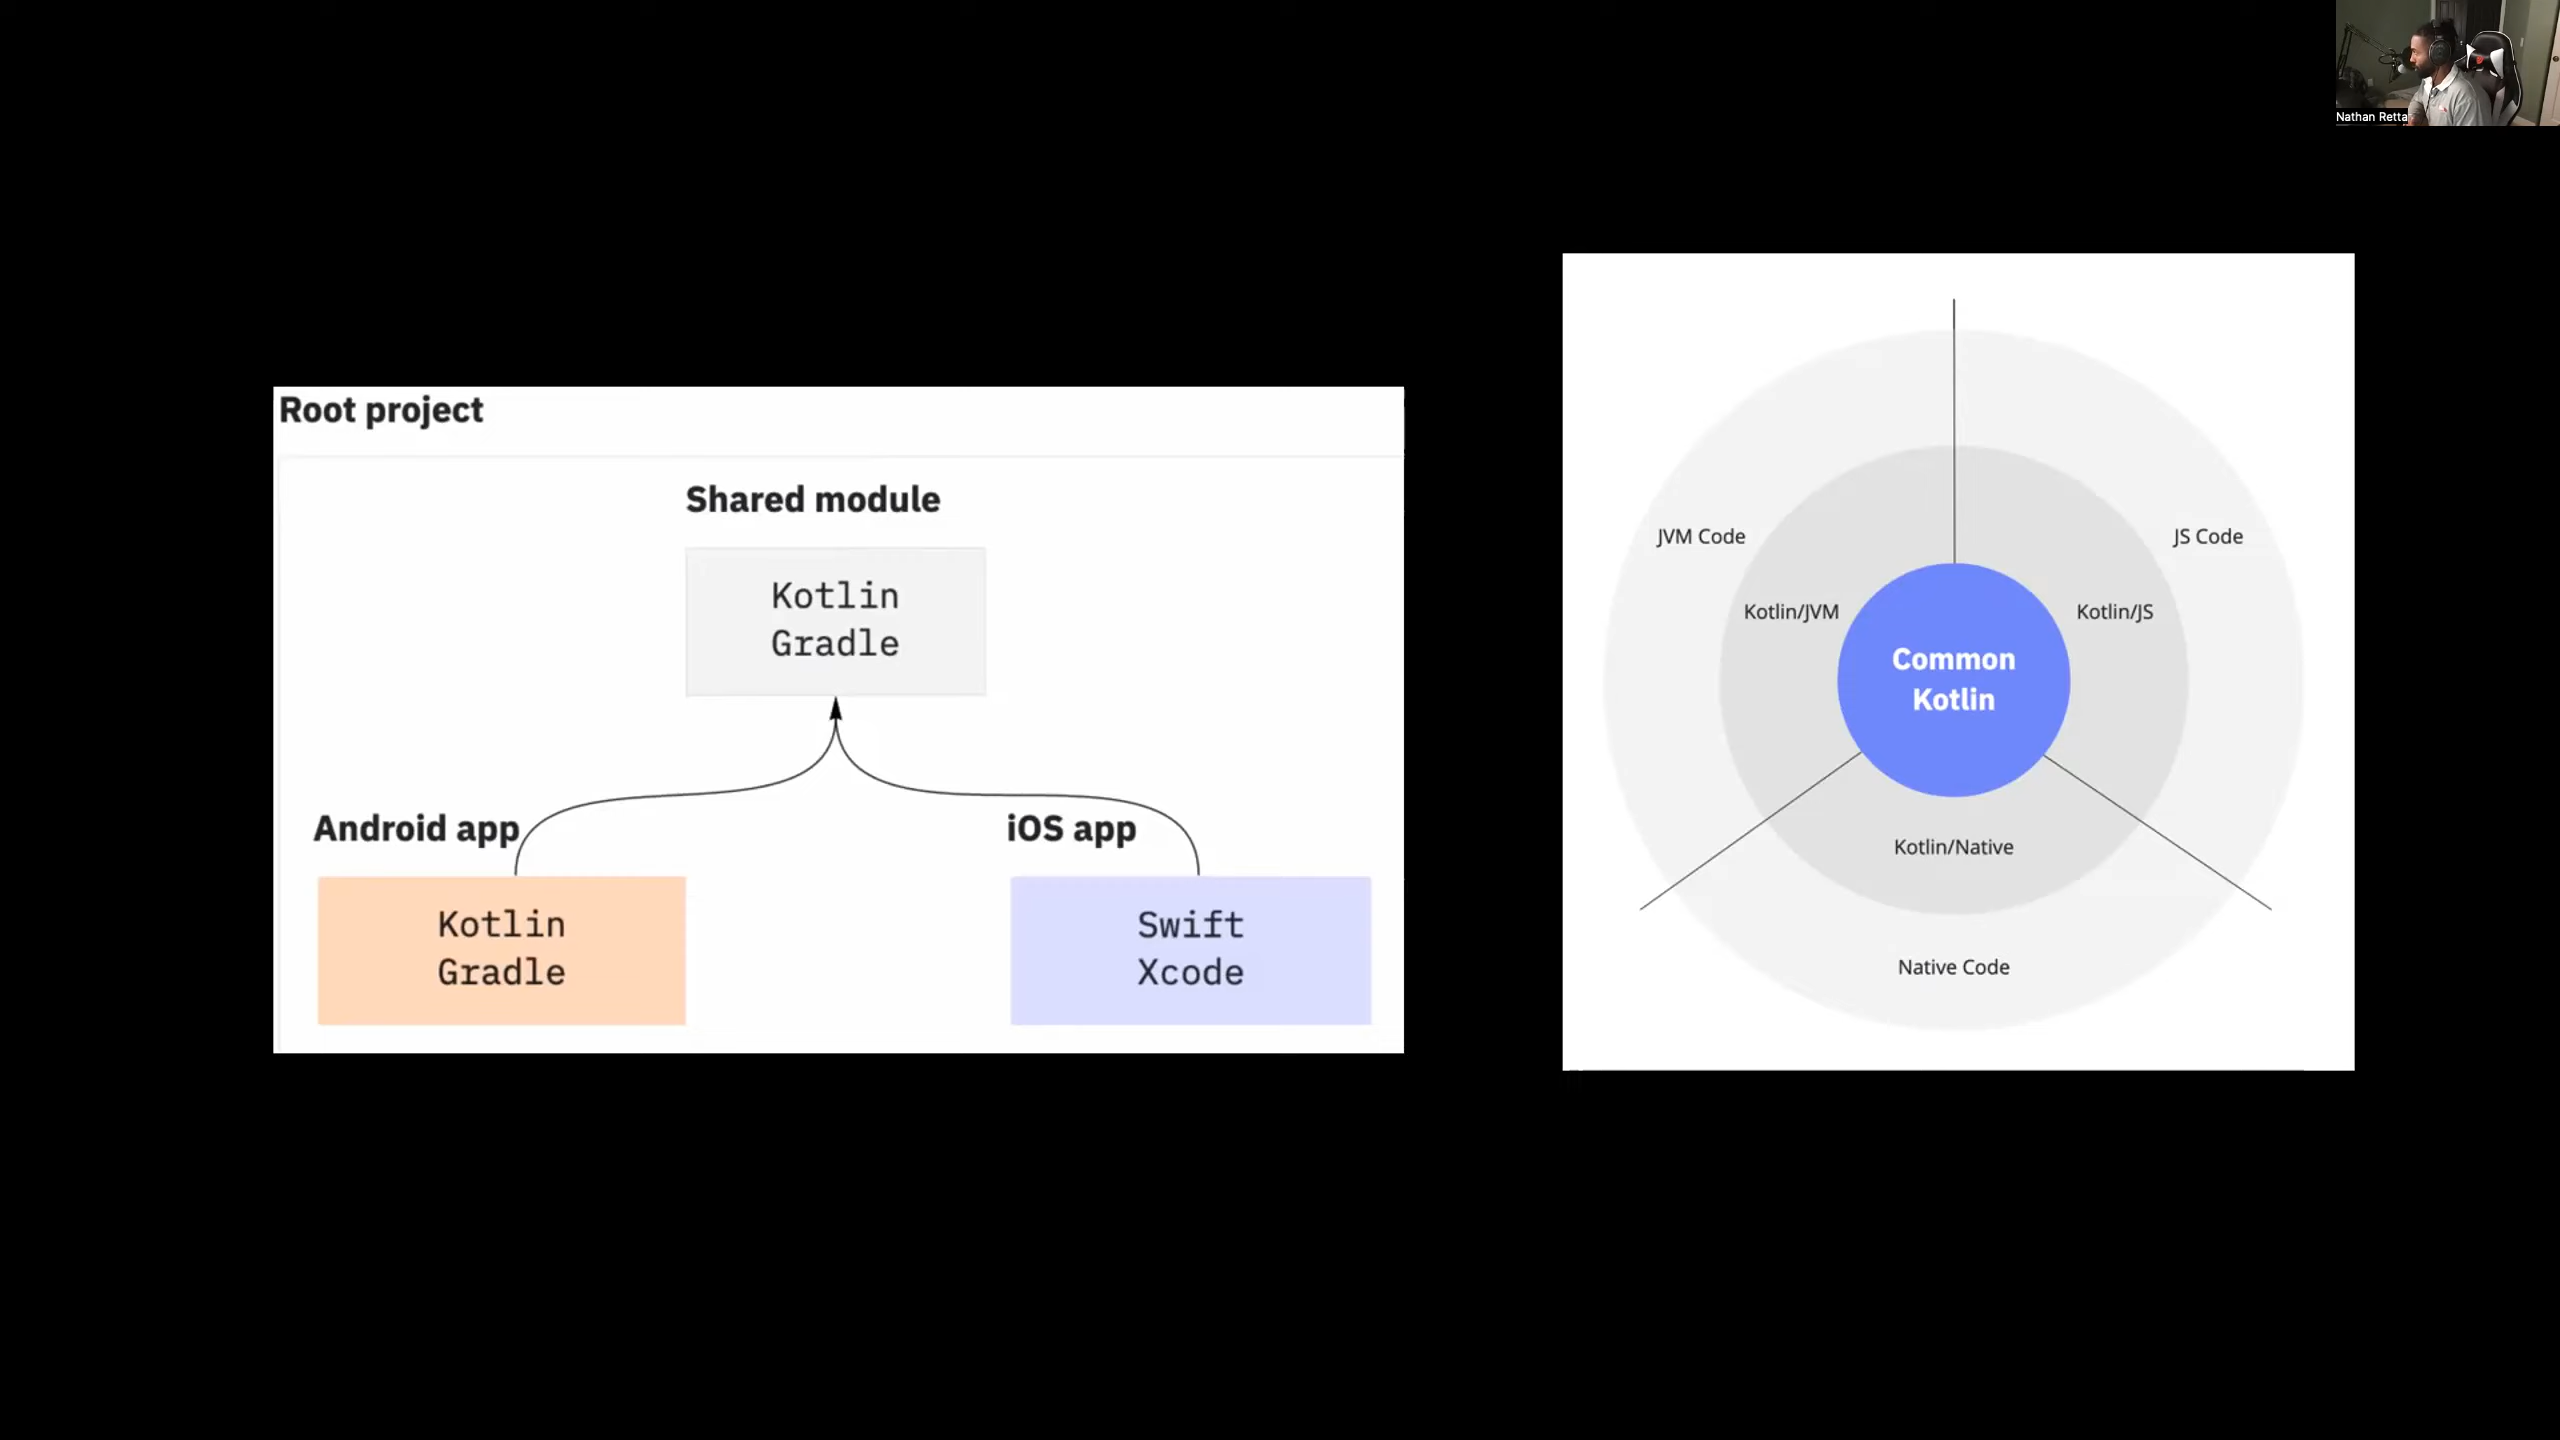 Nathan Retta
Root project
Shared module
Kotlin
Gradle
Android app
iOS app
Kotlin
Gradle
Swift
Xcode
JVM Code
JS Code
Kotlin/JVM
Kotlin/JS
Common
Kotlin
Kotlin/Native
Native Code